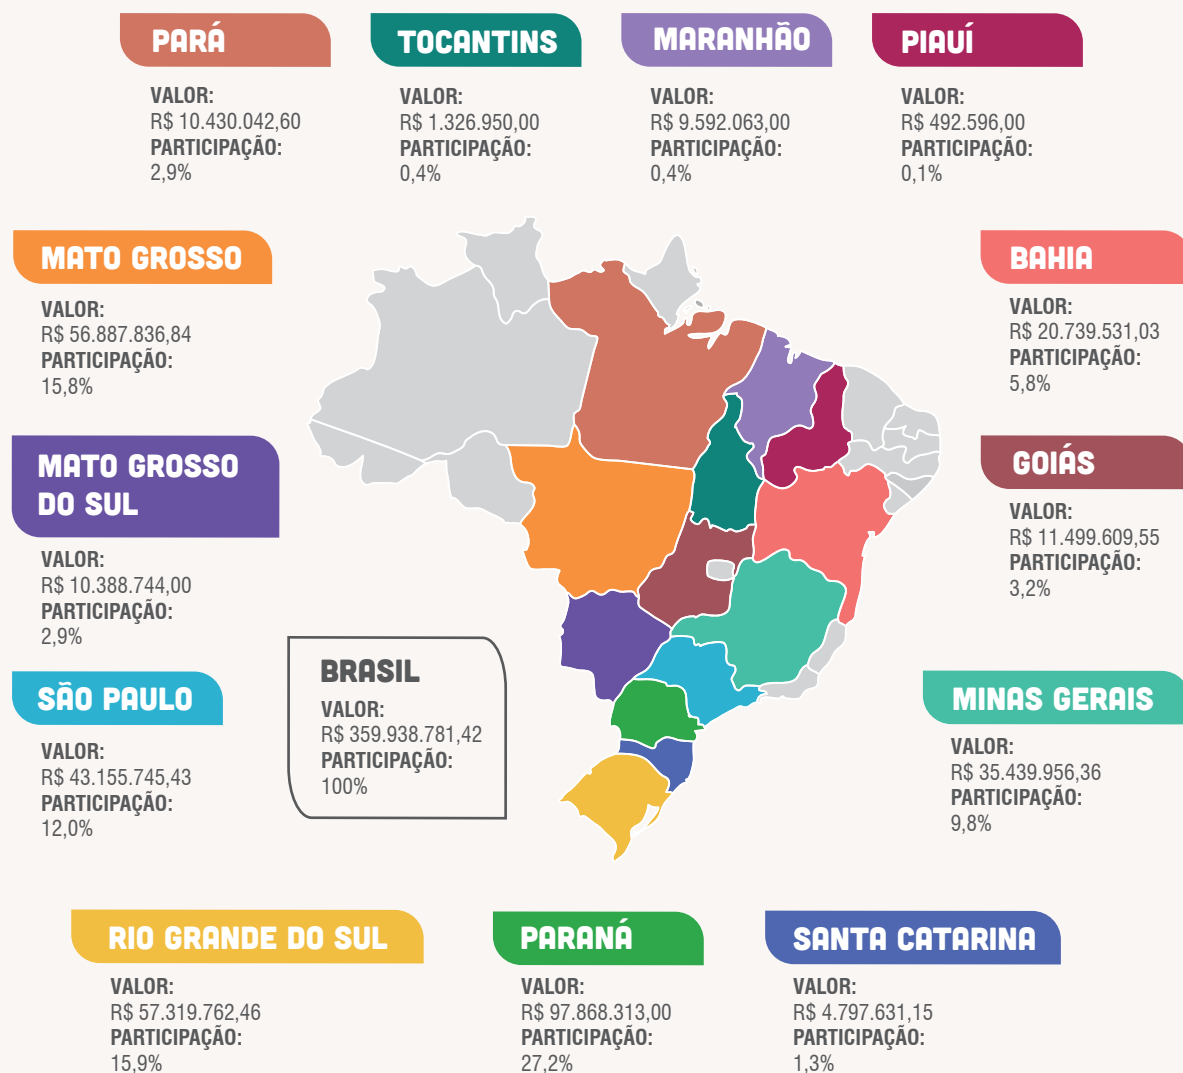 PARÁ
VALOR:
R$ 10.430.042,60
PARTICIPAÇÃO:
2,9%
TOCANTINS
VALOR:
R$ 1.326.950,00
PARTICIPAÇÃO:
0,4%
MARANHÃO
VALOR:
R$ 9.592.063,00
PARTICIPAÇÃO:
0,4%
PIAUÍ
VALOR:
R$ 492.596,00
PARTICIPAÇÃO:
0,1%
MATO GROSSO
VALOR:
R$ 56.887.836,84
PARTICIPAÇÃO:
15,8%
BAHIA
VALOR:
R$ 20.739.531,03
PARTICIPAÇÃO:
5,8%
MATO GROSSO
DO SUL
VALOR:
R$ 10.388.744,00
PARTICIPAÇÃO:
2,9%
GOIÁS
VALOR:
R$ 11.499.609,55
PARTICIPAÇÃO:
3,2%
SÃO PAULO
VALOR:
R$ 43.155.745,43
PARTICIPAÇÃO:
12,0%
BRASIL
VALOR:
R$ 359.938.781,42
PARTICIPAÇÃO:
100%
MINAS GERAIS
VALOR:
R$ 35.439.956,36
PARTICIPAÇÃO:
9,8%
RIO GRANDE DO SUL
VALOR:
R$ 57.319.762,46
PARTICIPAÇÃO:
15,9%
PARANÁ
VALOR:
R$ 97.868.313,00
PARTICIPAÇÃO:
27,2%
SANTA CATARINA
VALOR:
R$ 4.797.631,15
PARTICIPAÇÃO:
1,3%